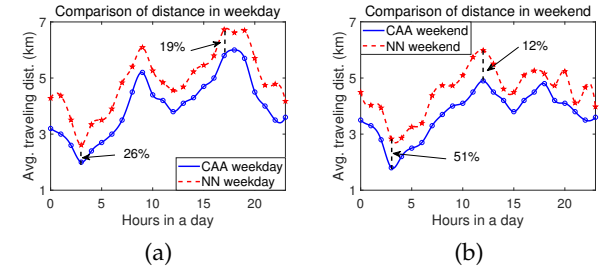 Comparison of distance in weekday
Avg. traveling dist. (km)
7
5
3
1
19%
26%
CAA weekday
NN weekday
0 5 10 15 20
Hours in a day
(a)
Comparison of distance in weekend
Avg. traveling dist. (km)
7
5
3
1
CAA weekend
NN weekend
12%
51%
0 5 10 15 20
Hours in a day
(b)